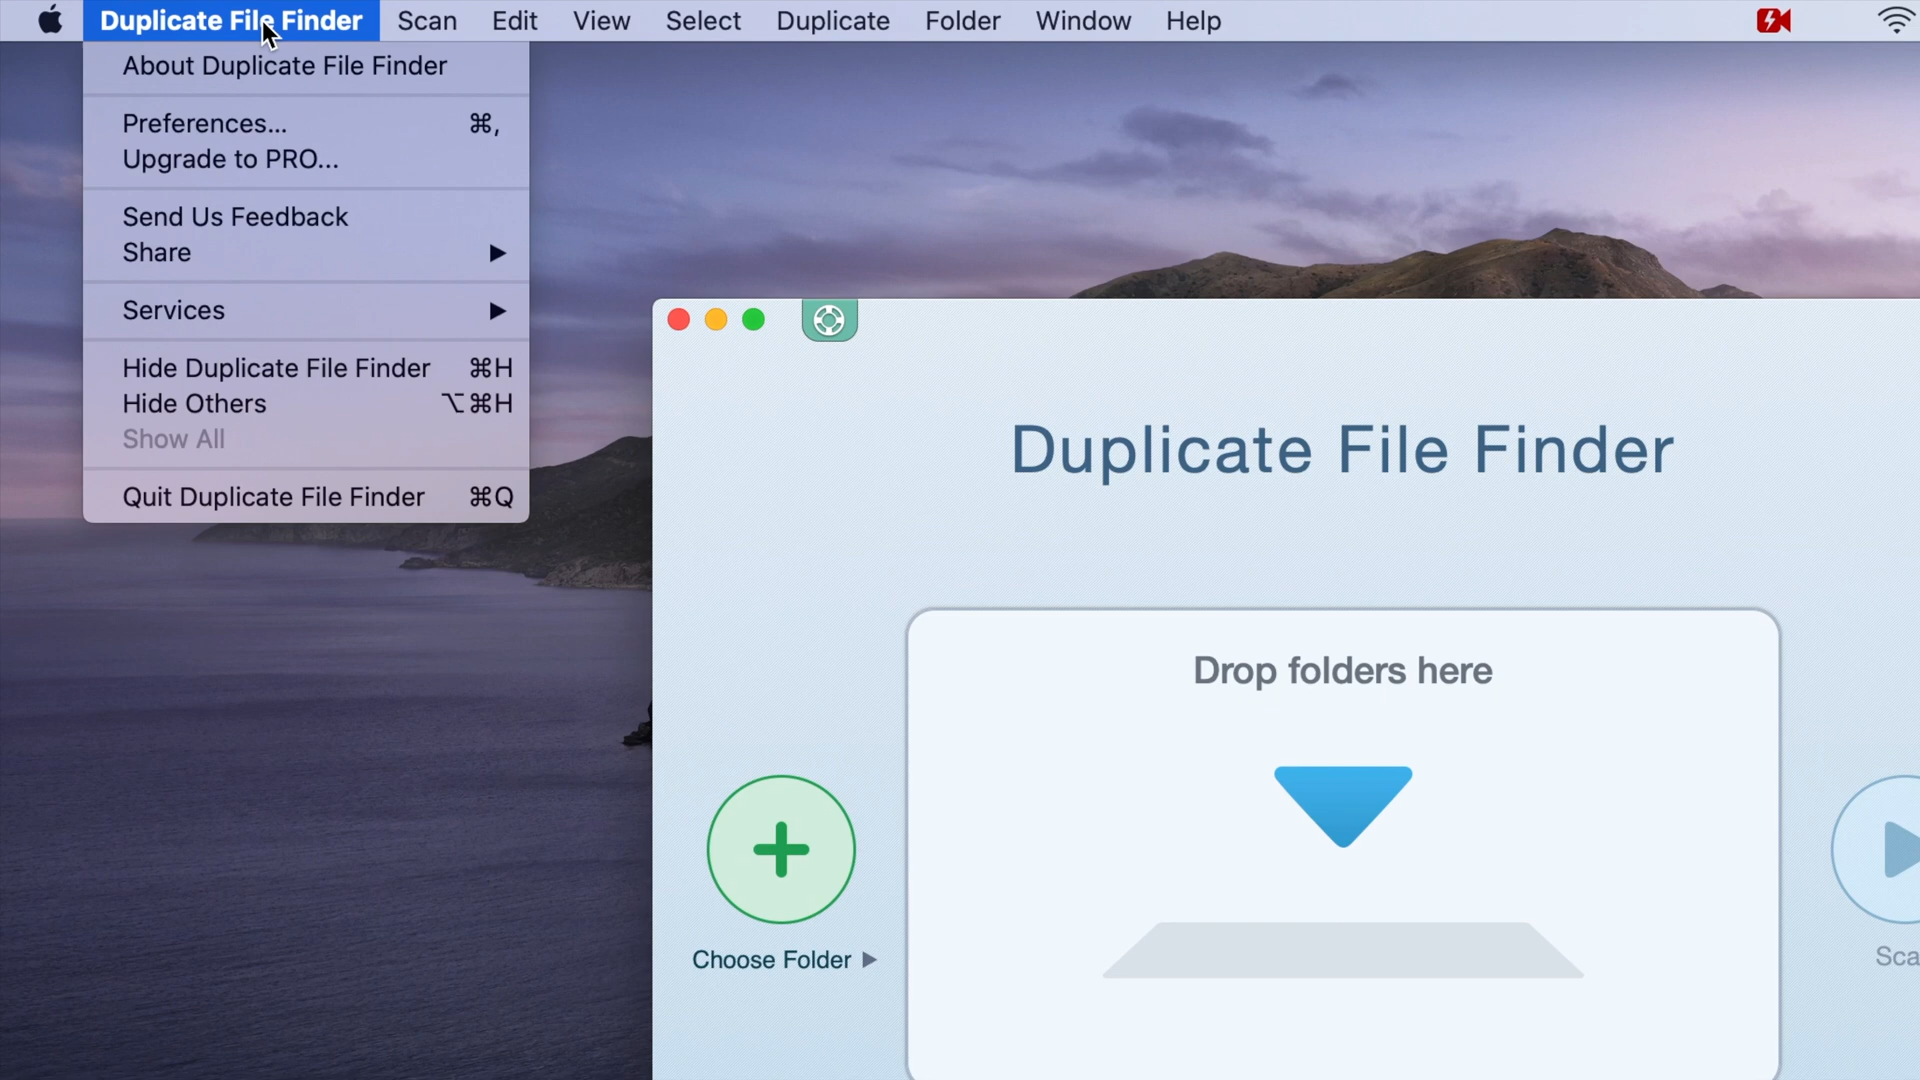 Duplicate File Finder Scan Edit View Select Duplicate Folder Window Help
About Duplicate File Finder
Preferences... ⌘,
Upgrade to PRO...
Send Us Feedback
Share
Services
Hide Duplicate File Finder ⌘H
Hide Others ⌥⌘H
Show All
Quit Duplicate File Finder ⌘Q
Duplicate File Finder
Drop folders here
Choose Folder
Sca